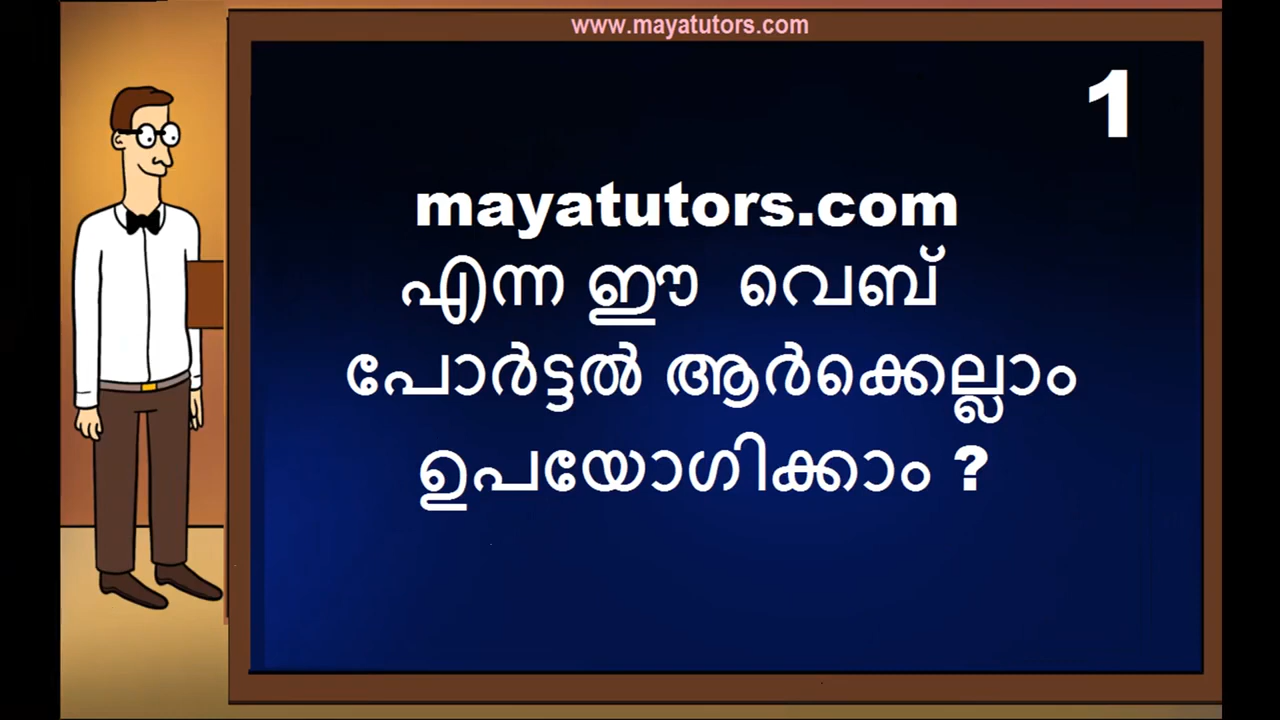 www.mayatutors.com
1
mayatutors.com
എന്ന ഈ വെബ്
പോർട്ടൽ ആർക്കെല്ലാം
ഉപയോഗിക്കാം ?